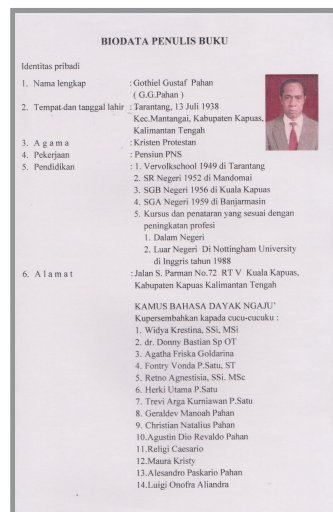 BIODATA PENULIS BUKU
Identitas pribadi
1. Nama lengkap : Gothiel Gustaf Pahan
( G.G.Pahan )
2. Tempat dan tanggal lahir : Tarantang, 13 Juli 1938
Kec.Mantangai, Kabupaten Kapuas,
Kalimantan Tengah
3. A g a m a : Kristen Protestan
4. Pekerjaan : Pensiun PNS
5. Pendidikan : 1. Vervolkschool 1949 di Tarantang
2. SR Negeri 1952 di Mandomai
3. SGB Negeri 1956 di Kuala Kapuas
4. SGA Negeri 1959 di Banjarmasin
5. Kursus dan penataran yang sesuai dengan
peningkatan profesi
1. Dalam Negeri
2. Luar Negeri Di Nottingham University
di Inggris tahun 1988
6. A l a m a t : Jalan S. Parman No.72 RT V Kuala Kapuas,
Kabupaten Kapuas Kalimantan Tengah
KAMUS BAHASA DAYAK NGAJU'
Kupersembahkan kapada cucu-cucuku :
1. Widya Krestina, SSi, MSi
2. dr. Donny Bastian Sp OT
3. Agatha Friska Goldarina
4. Fontry Vonda P.Satu, ST
5. Retno Agnestisia, SSi. MSc
6. Herki Utama P.Satu
7. Trevi Arga Kurniawan P.Satu
8. Geraldev Manoah Pahan
9. Christian Natalius Pahan
10.Agustin Dio Revaldo Pahan
11.Religi Caesario
12.Maura Kristy
13.Alesandro Paskario Pahan
14.Luigi Onofra Aliandra